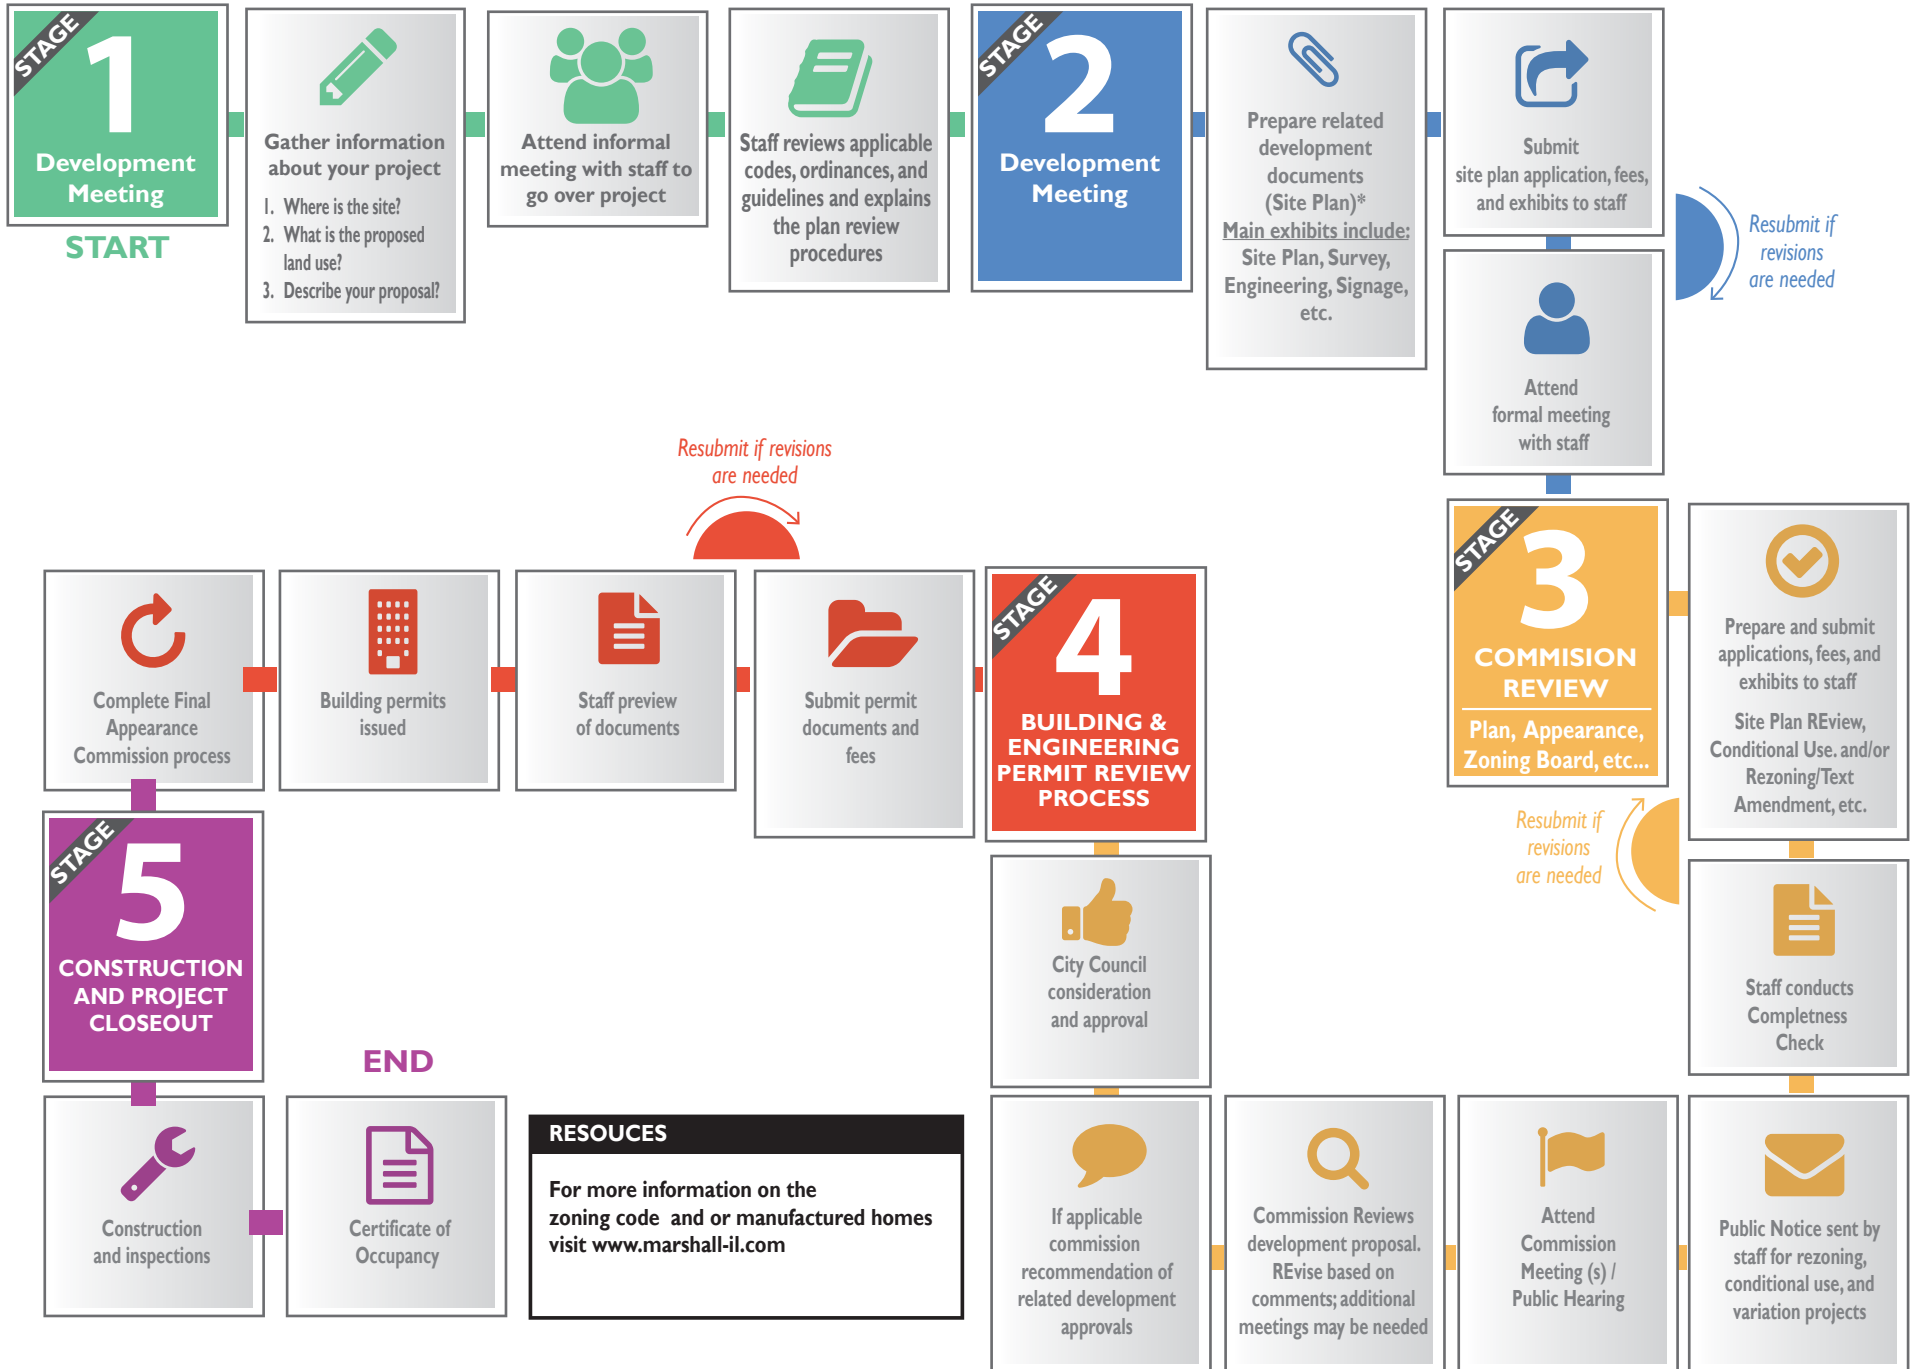 STAGE
1
Development
Meeting
START
Gather information
about your project
1. Where is the site?
2. What is the proposed
land use?
3. Describe your proposal?
Attend informal
meeting with staff to
go over project
Staff reviews applicable
codes, ordinances, and
guidelines and explains
the plan review
procedures
STAGE
2
Development
Meeting
Prepare related
development
documents
(Site Plan)*
Main exhibits include:
Site Plan, Survey,
Engineering, Signage,
etc.
Submit
site plan application, fees,
and exhibits to staff
Resubmit if
revisions
are needed
Attend
formal meeting
with staff
STAGE
3
COMMISION
REVIEW
Plan, Appearance,
Zoning Board, etc...
Prepare and submit
applications, fees, and
exhibits to staff
Site Plan REview,
Conditional Use. and/or
Rezoning/Text
Amendment, etc.
Resubmit if
revisions
are needed
Staff conducts
Completness
Check
Public Notice sent by
staff for rezoning,
conditional use, and
variation projects
Attend
Commission
Meeting (s) /
Public Hearing
Commission Reviews
development proposal.
REvise based on
comments; additional
meetings may be needed
If applicable
commission
recommendation of
related development
approvals
City Council
consideration
and approval
STAGE
4
BUILDING &
ENGINEERING
PERMIT REVIEW
PROCESS
Submit permit
documents and
fees
Resubmit if revisions
are needed
Staff preview
of documents
Building permits
issued
Complete Final
Appearance
Commission process
STAGE
5
CONSTRUCTION
AND PROJECT
CLOSEOUT
Construction
and inspections
END
Certificate of
Occupancy
RESOUCES
For more information on the
zoning code and or manufactured homes
visit www.marshall-il.com